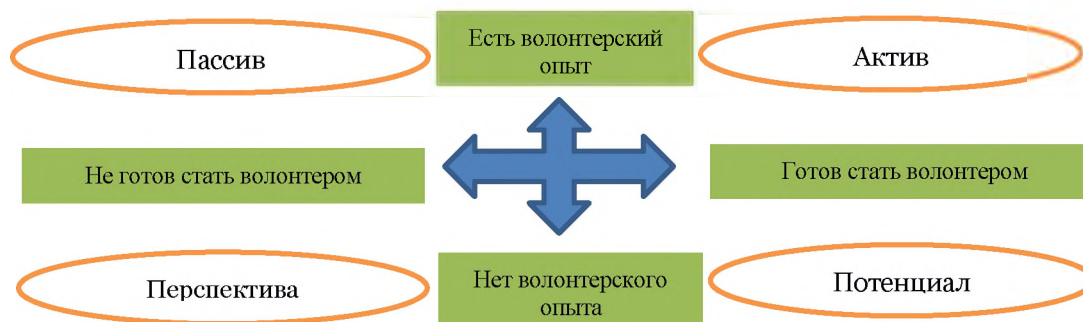 Пассив
Есть волонтерский
опыт
Актив
Не готов стать волонтером
Готов стать волонтером
Перспектива
Нет волонтерского
опыта
Потенциал